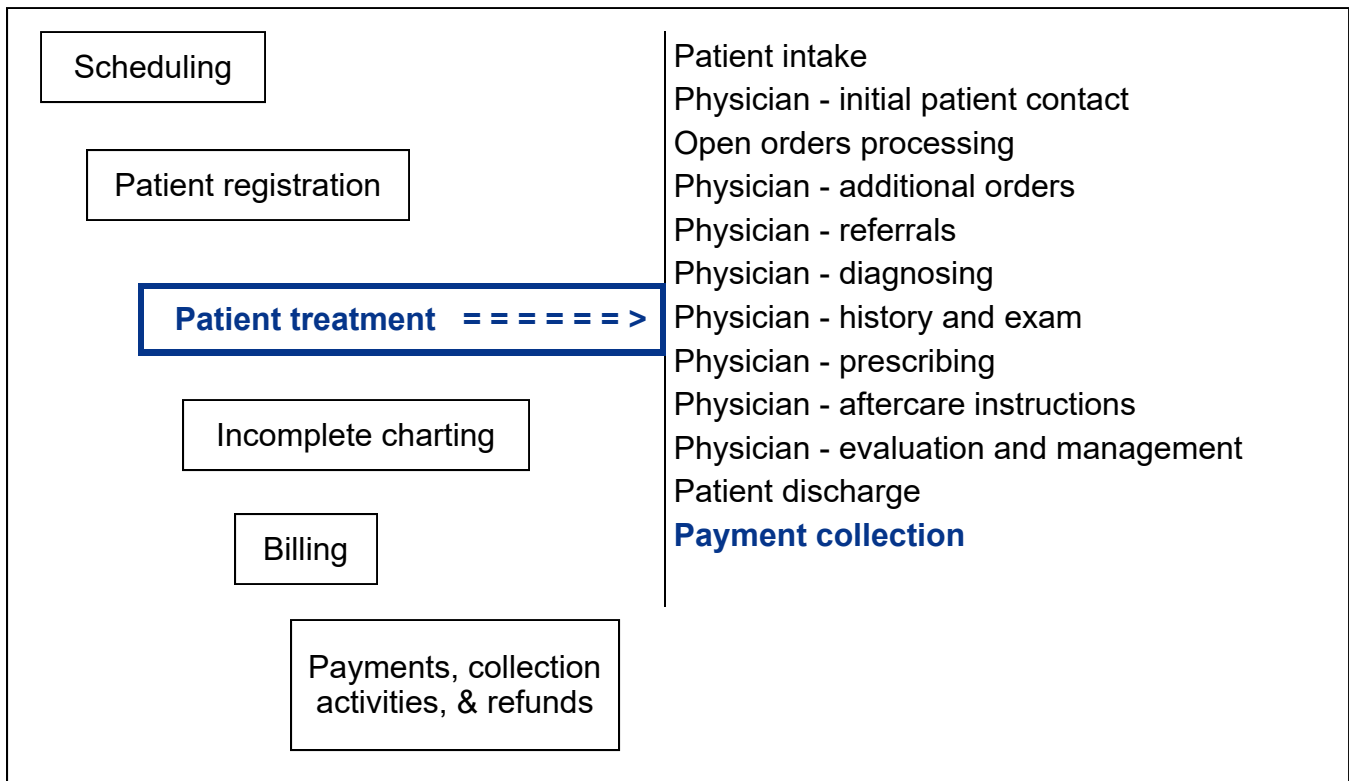 Scheduling
Patient registration
Patient treatment = = = = = = >
Incomplete charting
Billing
Payments, collection
activities, & refunds
Patient intake
Physician - initial patient contact
Open orders processing
Physician - additional orders
Physician - referrals
Physician - diagnosing
Physician - history and exam
Physician - prescribing
Physician - aftercare instructions
Physician - evaluation and management
Patient discharge
Payment collection